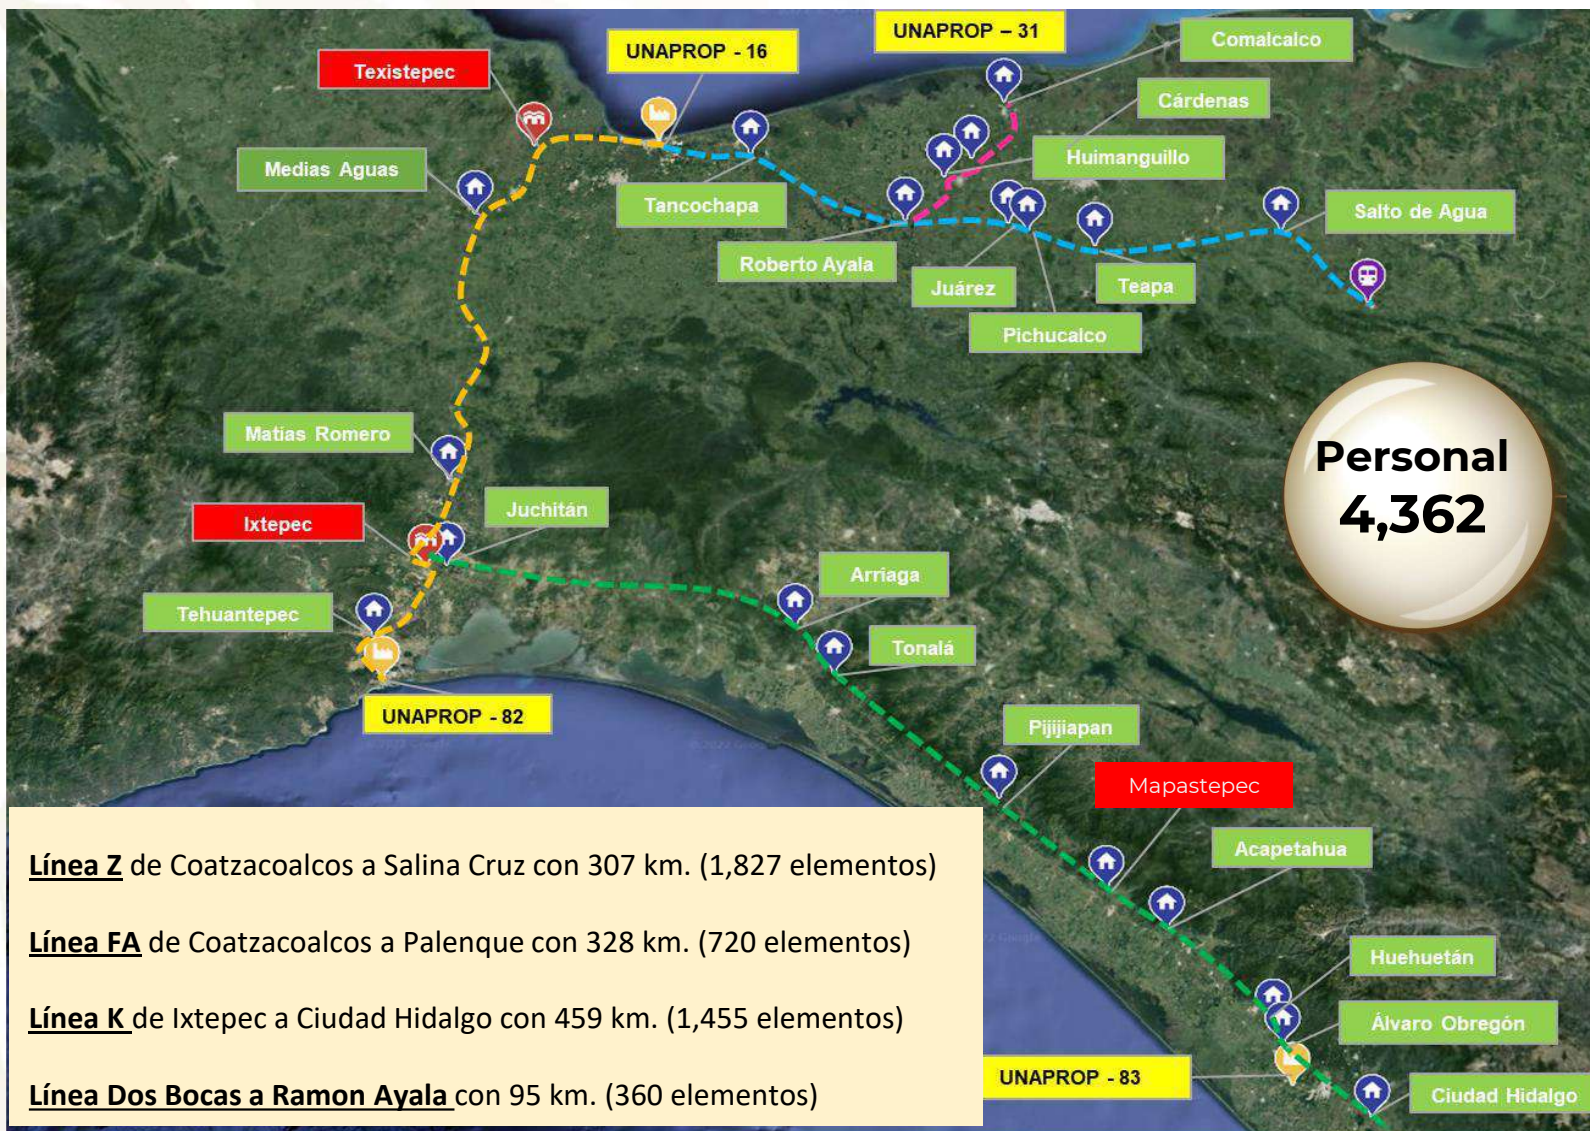 UNAPROP – 31
Comalcalco
UNAPROP - 16
Texistepec
Cárdenas
Medias Aguas
Huimanguillo
Tancochapa
Salto de Agua
Roberto Ayala
Juárez
Teapa
Pichucalco
Matias Romero
Personal
4,362
Juchitán
Ixtepec
Arriaga
Tehuantepec
Tonalá
UNAPROP - 82
Pijijiapan
Mapastepec
Acapetahua
Línea Z de Coatzacoalcos a Salina Cruz con 307 km. (1,827 elementos)
Línea FA de Coatzacoalcos a Palenque con 328 km. (720 elementos)
Huehuetán
Línea K de Ixtepec a Ciudad Hidalgo con 459 km. (1,455 elementos)
Álvaro Obregón
UNAPROP - 83
Línea Dos Bocas a Ramon Ayala con 95 km. (360 elementos)
Ciudad Hidalgo